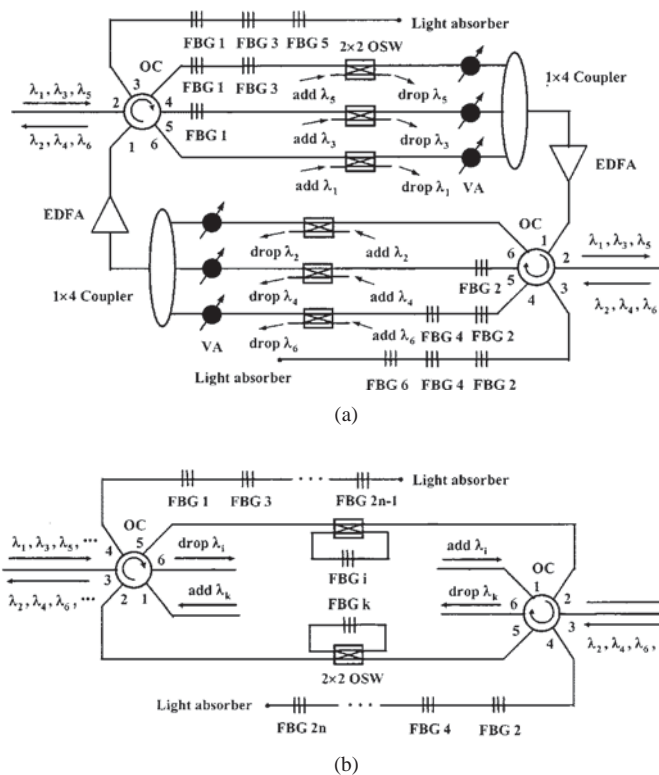 Light absorber
FBG 1 FBG 3 FBG 5 2×2 OSW
OC
1×4 Coupler
3
λ1, λ3, λ5 2 4 FBG 1 FBG 3 add λ5 drop λ5
λ2, λ4, λ6 5 FBG 1 add λ3 drop λ3
1 6
EDFA
add λ1 drop λ1
VA
EDFA
OC
1
drop λ2 add λ2 6 2 λ1, λ3, λ5
5 3
1×4 Coupler drop λ4 add λ4 FBG 2 4 λ2, λ4, λ6
VA drop λ6 add λ6 FBG 4 FBG 2
Light absorber FBG 6 FBG 4 FBG 2
(a)
Light absorber
FBG 1 FBG 3 ··· FBG 2n-1
OC
λ1, λ3, λ5, ··· 4 5 6 drop λi
FBG i
add λi OC
λ2, λ4, λ6, ··· 3 2 1 add λk
FBG k
drop λk 1 2
6 3
5 4
λ2, λ4, λ6,
2×2 OSW
Light absorber
FBG 2n ··· FBG 4 FBG 2
(b)